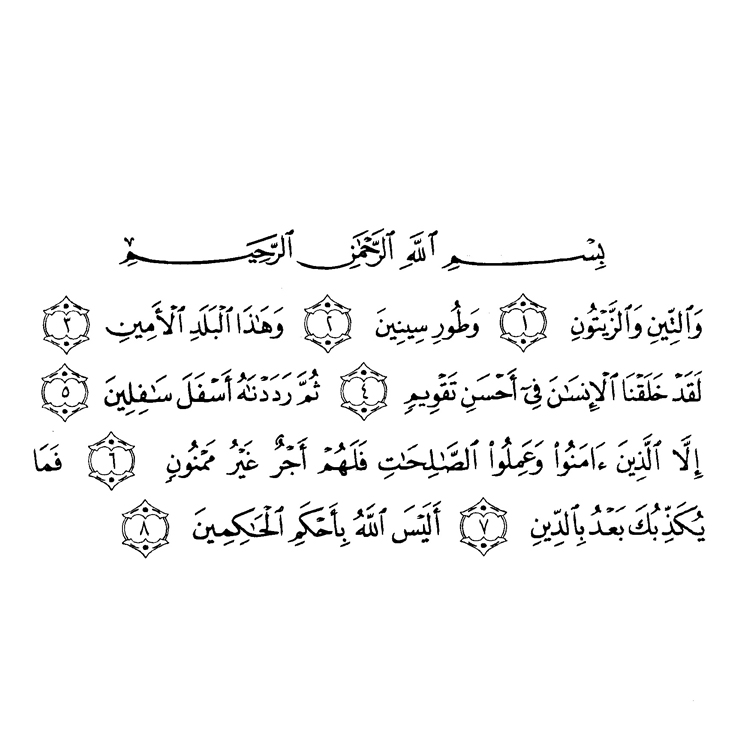 بِسْمِ ٱللَّهِ ٱلرَّحْمَٰنِ ٱلرَّحِيمِ
وَٱلتِّينِ وَٱلزَّيْتُونِ ١ وَطُورِ سِينِينَ ٢ وَهَٰذَا ٱلْبَلَدِ ٱلْأَمِينِ ٣
لَقَدْ خَلَقْنَا ٱلْإِنسَٰنَ فِىٓ أَحْسَنِ تَقْوِيمٍ ٤ ثُمَّ رَدَدْنَٰهُ أَسْفَلَ سَٰفِلِينَ ٥
إِلَّا ٱلَّذِينَ ءَامَنُوا۟ وَعَمِلُوا۟ ٱلصَّٰلِحَٰتِ فَلَهُمْ أَجْرٌ غَيْرُ مَمْنُونٍ ٦ فَمَا
يُكَذِّبُكَ بَعْدُ بِٱلدِّينِ ٧ أَلَيْسَ ٱللَّهُ بِأَحْكَمِ ٱلْحَٰكِمِينَ ٨